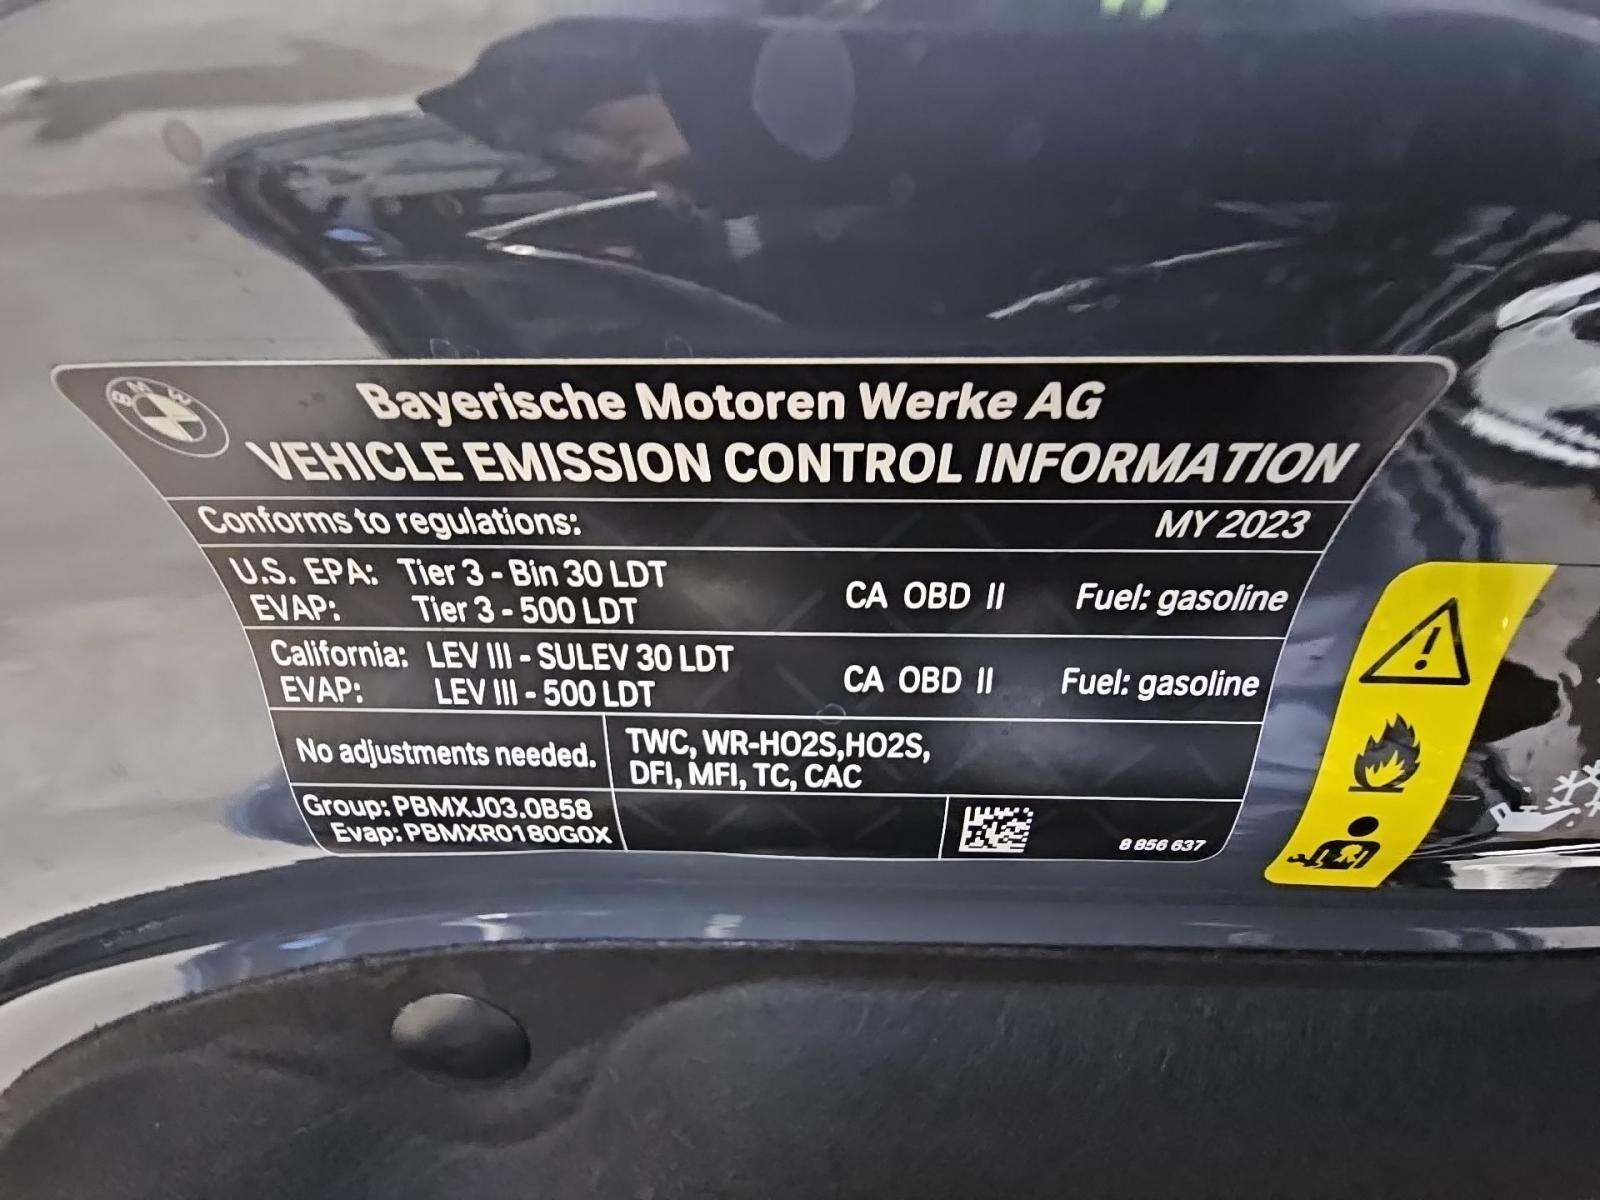 BMW
Bayerische Motoren Werke AG
VEHICLE EMISSION CONTROL INFORMATION
Conforms to regulations: MY 2023
U.S. EPA: Tier 3 - Bin 30 LDT CA OBD II Fuel: gasoline
EVAP: Tier 3 - 500 LDT
California: LEV III - SULEV 30 LDT CA OBD II Fuel: gasoline
EVAP: LEV III - 500 LDT
No adjustments needed. TWC, WR-HO2S,HO2S,
DFI, MFI, TC, CAC
Group: PBMXJ03.0B58
Evap: PBMXR0180G0X
8 856 637